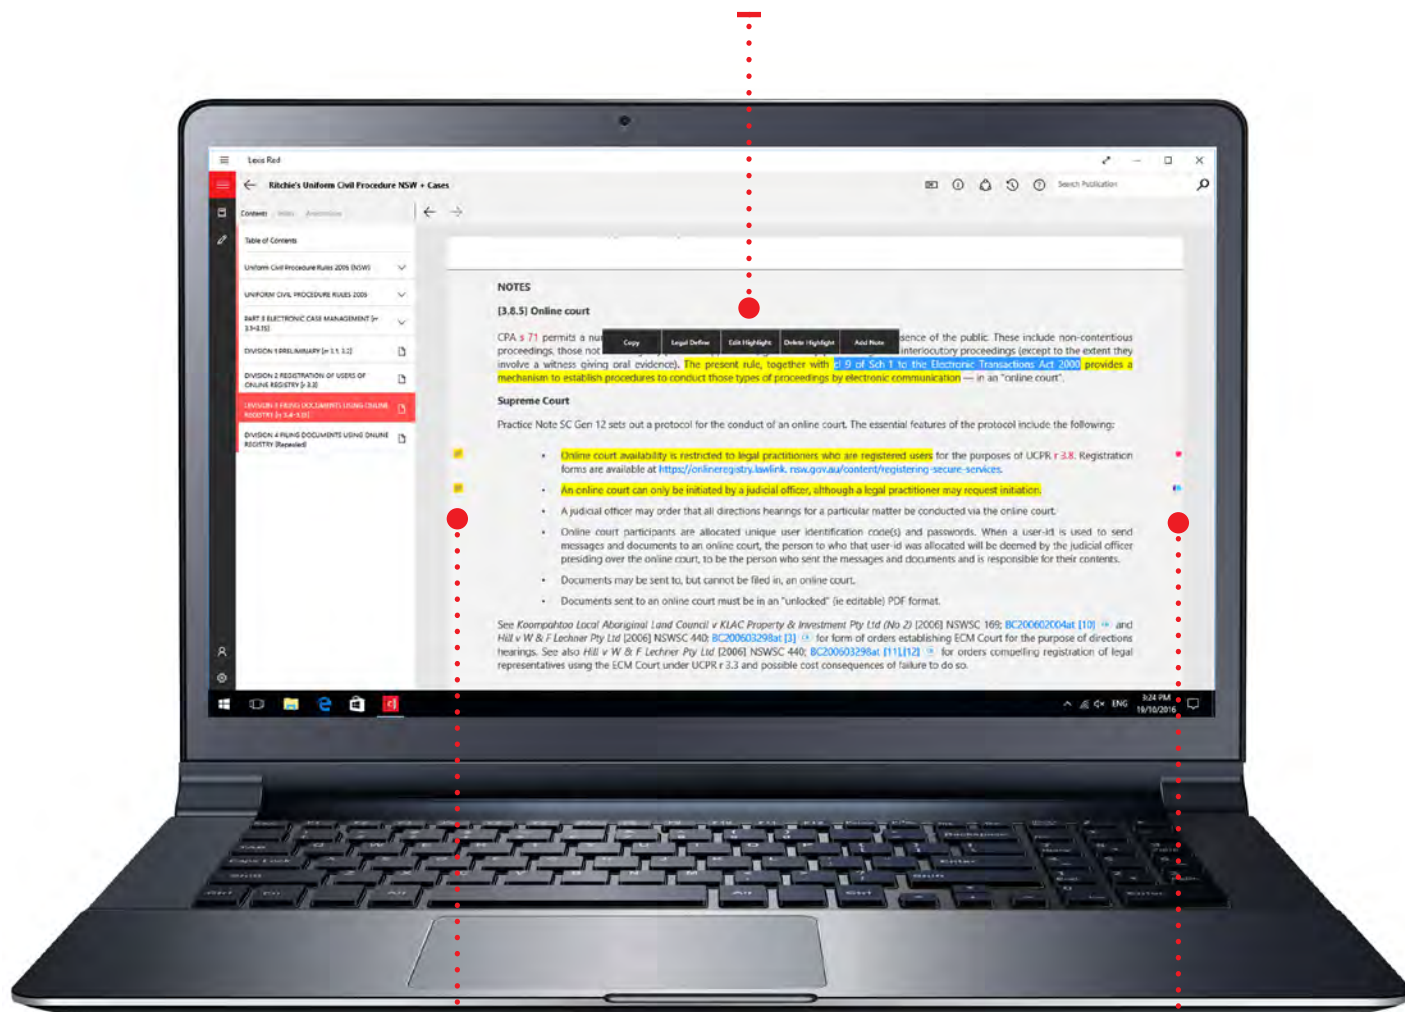 Lexis Red
Ritchie's Uniform Civil Procedure NSW + Cases
Search Publication
Contents Index Annotations
Table of Contents
Uniform Civil Procedure Rules 2005 (NSW)
UNIFORM CIVIL PROCEDURE RULES 2005
PART 3 ELECTRONIC CASE MANAGEMENT [rr
3.1-3.15]
DIVISION 1 PRELIMINARY [rr 3.1, 3.2]
DIVISION 2 REGISTRATION OF USERS OF
ONLINE REGISTRY [r 3.3]
DIVISION 3 FILING DOCUMENTS USING ONLINE
REGISTRY [rr 3.4-3.15]
DIVISION 4 FILING DOCUMENTS USING ONLINE
REGISTRY [Repealed]
NOTES
[3.8.5] Online court
Copy Legal Define Edit Highlight Delete Highlight Add Note
CPA s 71 permits a sence of the public. These include non-contentious
proceedings, those not interlocutory proceedings (except to the extent they
involve a witness giving oral evidence). The present rule, together with cl 9 of Sch 1 to the Electronic Transactions Act 2000 provides a
mechanism to establish procedures to conduct those types of proceedings by electronic communication — in an "online court".
Supreme Court
Practice Note SC Gen 12 sets out a protocol for the conduct of an online court. The essential features of the protocol include the following:
• Online court availability is restricted to legal practitioners who are registered users for the purposes of UCPR r 3.8. Registration
forms are available at https://onlineregistry.lawlink. nsw.gov.au/content/registering-secure-services.
• An online court can only be initiated by a judicial officer, although a legal practitioner may request initiation.
• A judicial officer may order that all directions hearings for a particular matter be conducted via the online court.
• Online court participants are allocated unique user identification code(s) and passwords. When a user-id is used to send
messages and documents to an online court, the person to who that user-id was allocated will be deemed by the judicial officer
presiding over the online court, to be the person who sent the messages and documents and is responsible for their contents.
• Documents may be sent to, but cannot be filed in, an online court.
• Documents sent to an online court must be in an "unlocked" (ie editable) PDF format.
See Koompahtoo Local Aboriginal Land Council v KLAC Property & Investment Pty Ltd (No 2) [2006] NSWSC 169; BC200602004at [10] and
Hill v W & F Lechner Pty Ltd [2006] NSWSC 440; BC200603298at [3] for form of orders establishing ECM Court for the purpose of directions
hearings. See also Hill v W & F Lechner Pty Ltd [2006] NSWSC 440; BC200603298at [11],[12] for orders compelling registration of legal
representatives using the ECM Court under UCPR r 3.3 and possible cost consequences of failure to do so.
ENG
3:24 PM
19/10/2016
Backspace
Enter
Shift
Caps Lock
Alt
Alt
Ctrl